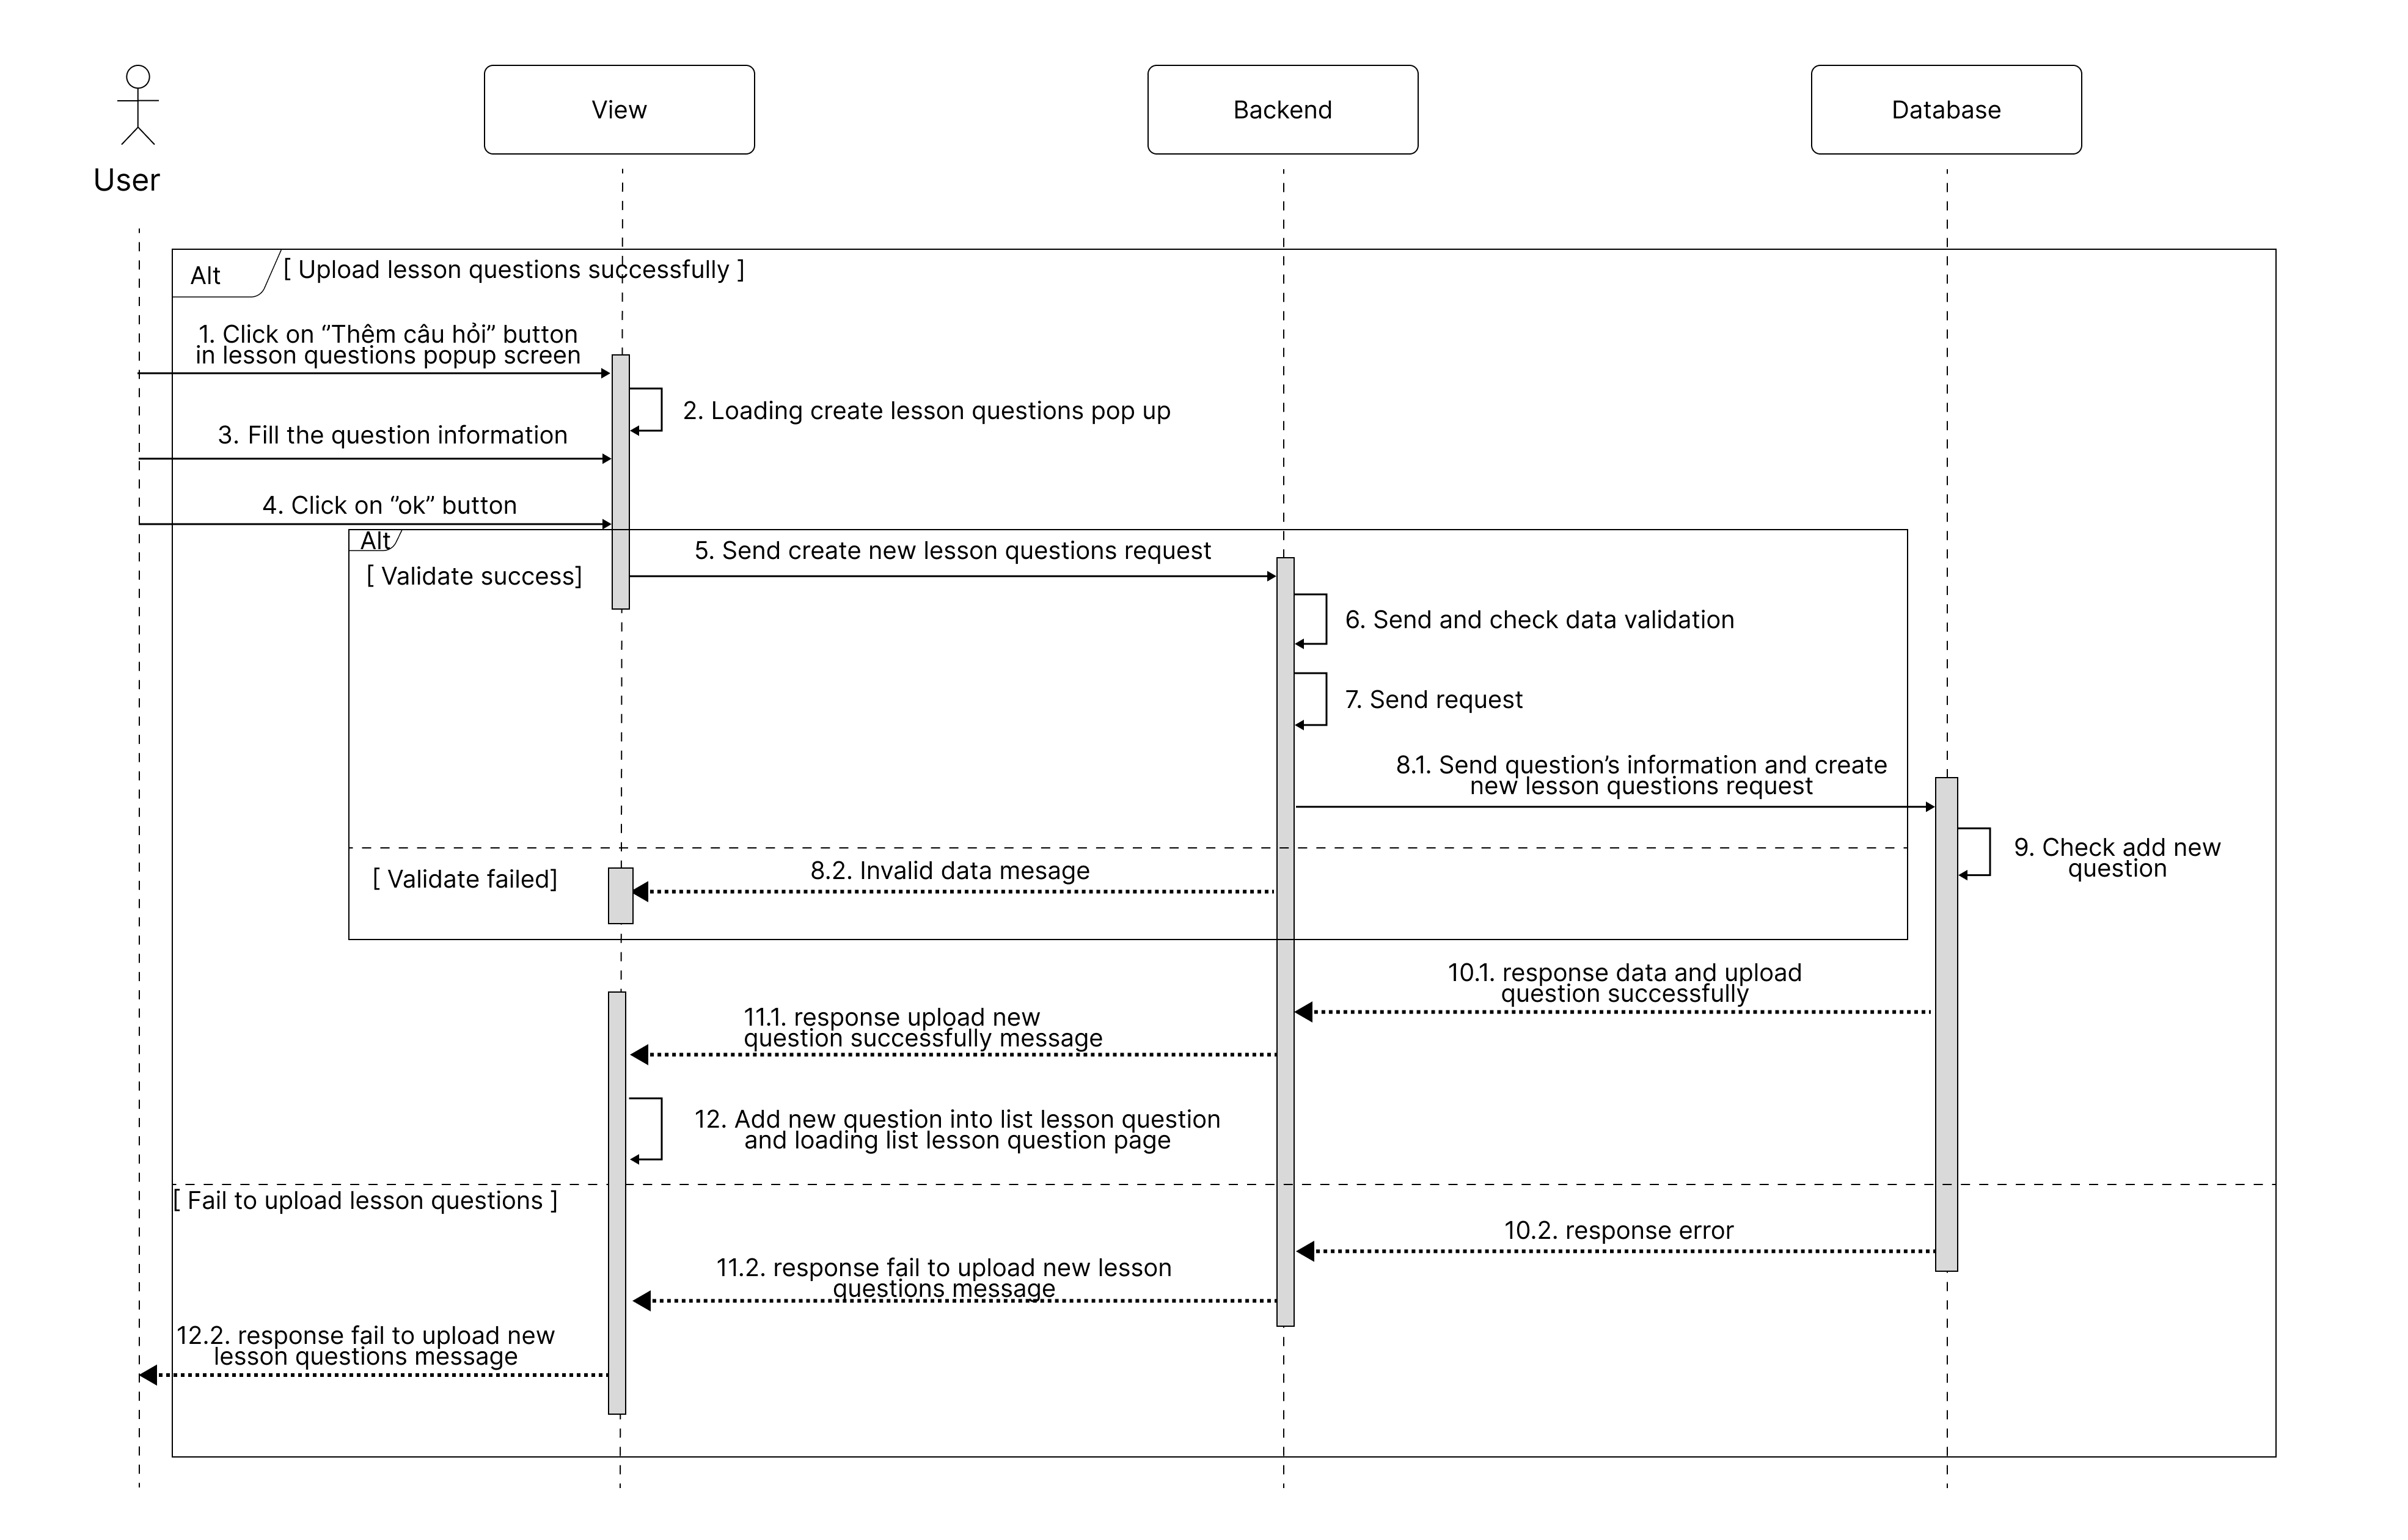 User
View
Backend
Database
Alt
[ Upload lesson questions successfully ]
1. Click on “Thêm câu hỏi” button
in lesson questions popup screen
2. Loading create lesson questions pop up
3. Fill the question information
4. Click on “ok” button
Alt
[ Validate success]
5. Send create new lesson questions request
6. Send and check data validation
7. Send request
8.1. Send question’s information and create
new lesson questions request
[ Validate failed]
8.2. Invalid data mesage
9. Check add new
question
10.1. response data and upload
question successfully
11.1. response upload new
question successfully message
12. Add new question into list lesson question
and loading list lesson question page
[ Fail to upload lesson questions ]
10.2. response error
11.2. response fail to upload new lesson
questions message
12.2. response fail to upload new
lesson questions message